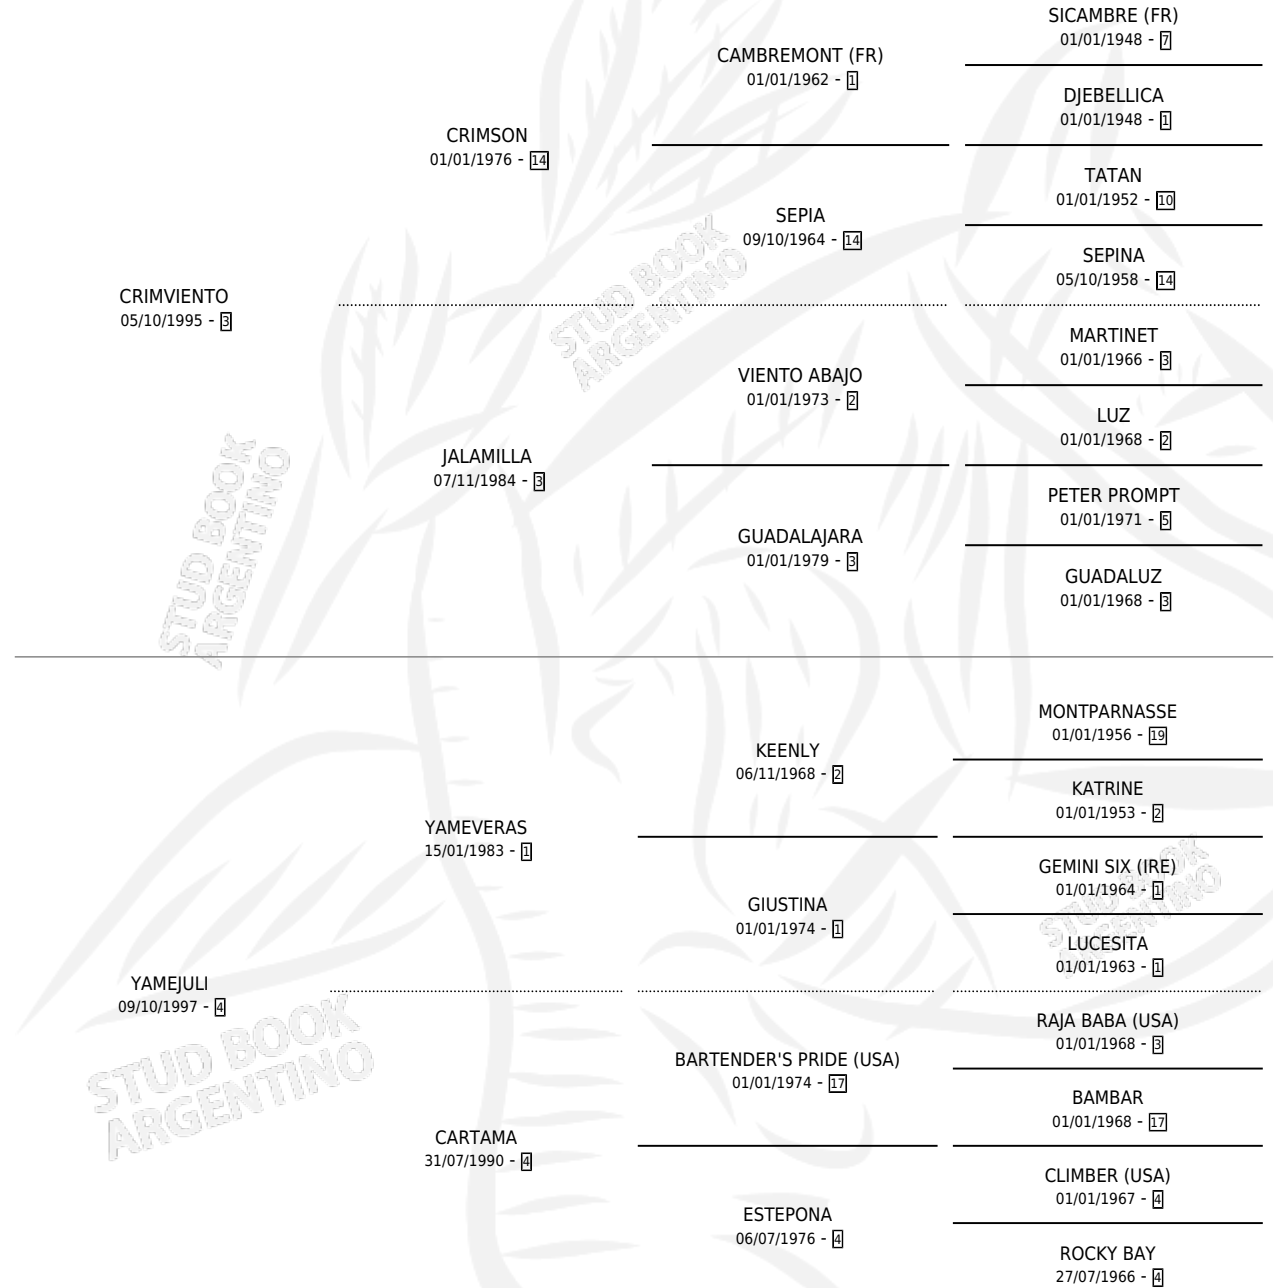 SICAMBRE (FR)
01/01/1948 - 7
CAMBREMONT (FR)
01/01/1962 - 1
DJEBELLICA
01/01/1948 - 1
CRIMSON
01/01/1976 - 14
TATAN
01/01/1952 - 10
SEPIA
09/10/1964 - 14
SEPINA
05/10/1958 - 14
CRIMVIENTO
05/10/1995 - 3
MARTINET
01/01/1966 - 3
VIENTO ABAJO
01/01/1973 - 2
LUZ
01/01/1968 - 2
JALAMILLA
07/11/1984 - 3
PETER PROMPT
01/01/1971 - 5
GUADALAJARA
01/01/1979 - 3
GUADALUZ
01/01/1968 - 3
STUD BOOK
ARGENTINO
STUD BOOK
ARGENTINO
MONTPARNASSE
01/01/1956 - 19
KEENLY
06/11/1968 - 2
KATRINE
01/01/1953 - 2
YAMEVERAS
15/01/1983 - 1
GEMINI SIX (IRE)
01/01/1964 - 1
GIUSTINA
01/01/1974 - 1
LUCESITA
01/01/1963 - 1
YAMEJULI
09/10/1997 - 4
RAJA BABA (USA)
01/01/1968 - 3
BARTENDER'S PRIDE (USA)
01/01/1974 - 17
BAMBAR
01/01/1968 - 17
CARTAMA
31/07/1990 - 4
CLIMBER (USA)
01/01/1967 - 4
ESTEPONA
06/07/1976 - 4
ROCKY BAY
27/07/1966 - 4
STUD BOOK
ARGENTINO
STUD BOOK
ARGENTINO